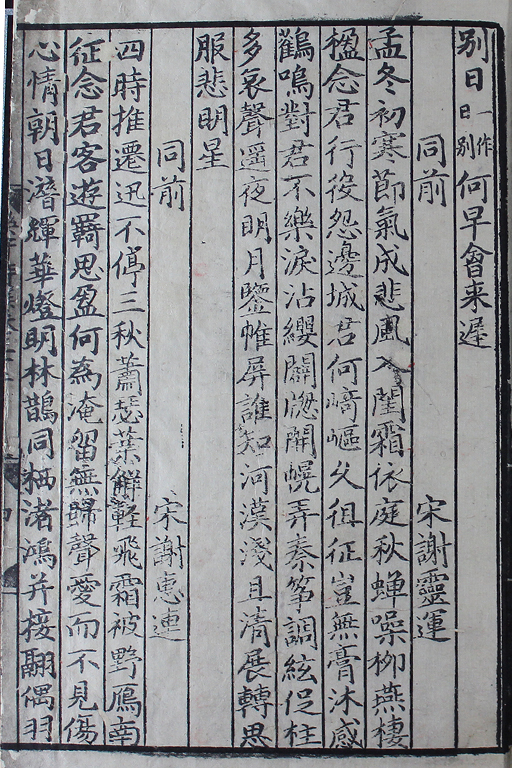 別日一作日別何早會来遲
同前 宋謝靈運
孟冬初寒節氣成悲風入閨霜依庭秋蟬噪柳燕棲
楹念君行役怨邊城君何崎嶇久徂征豈無膏沐感
鸛鳴對君不樂淚沾纓闢窓開幌弄秦筝調絃促柱
多哀聲遥夜明月鑒帷屏誰知河漢淺且清展轉思
服悲明星
同前 宋謝惠連
四時推遷迅不停三秋蕭瑟葉觧輕飛霜被野鴈南
征念君客遊羇思盈何為淹留無歸聲愛而不見傷
心情朝日潜輝華燈明林鵲同栖渚鴻并接翮偶羽